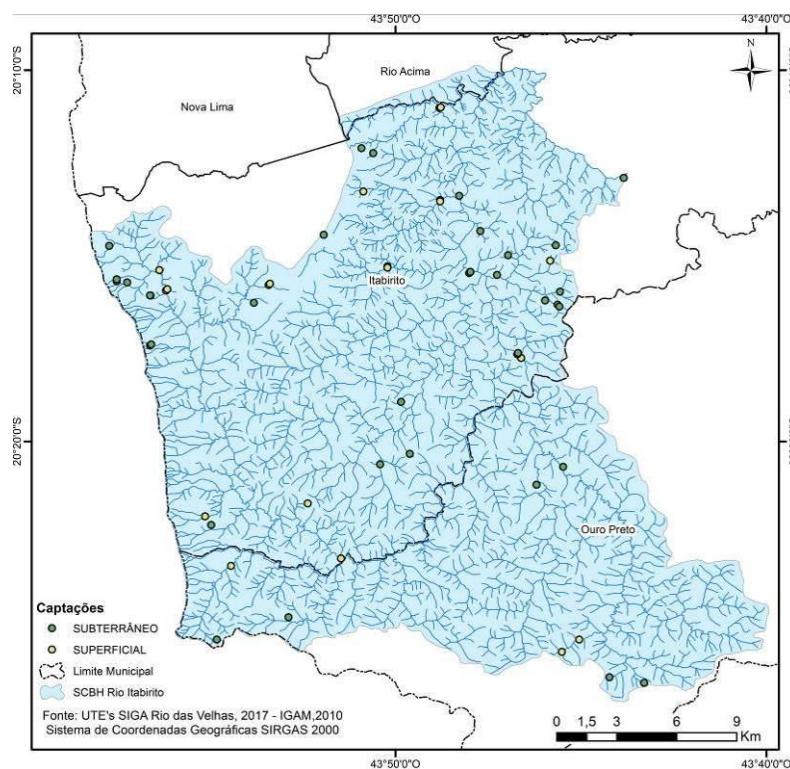 43°50'0"O
43°40'0"O
20°10'0"S
Rio Acima
N
Nova Lima
Itabirito
20°20'0"S
Ouro Preto
Captações
SUBTERRÂNEO
SUPERFICIAL
Limite Municipal
SCBH Rio Itabirito
Fonte: UTE's SIGA Rio das Velhas, 2017 - IGAM,2010
Sistema de Coordenadas Geográficas SIRGAS 2000
0 1,5 3 6 9
Km
43°50'0"O
43°40'0"O